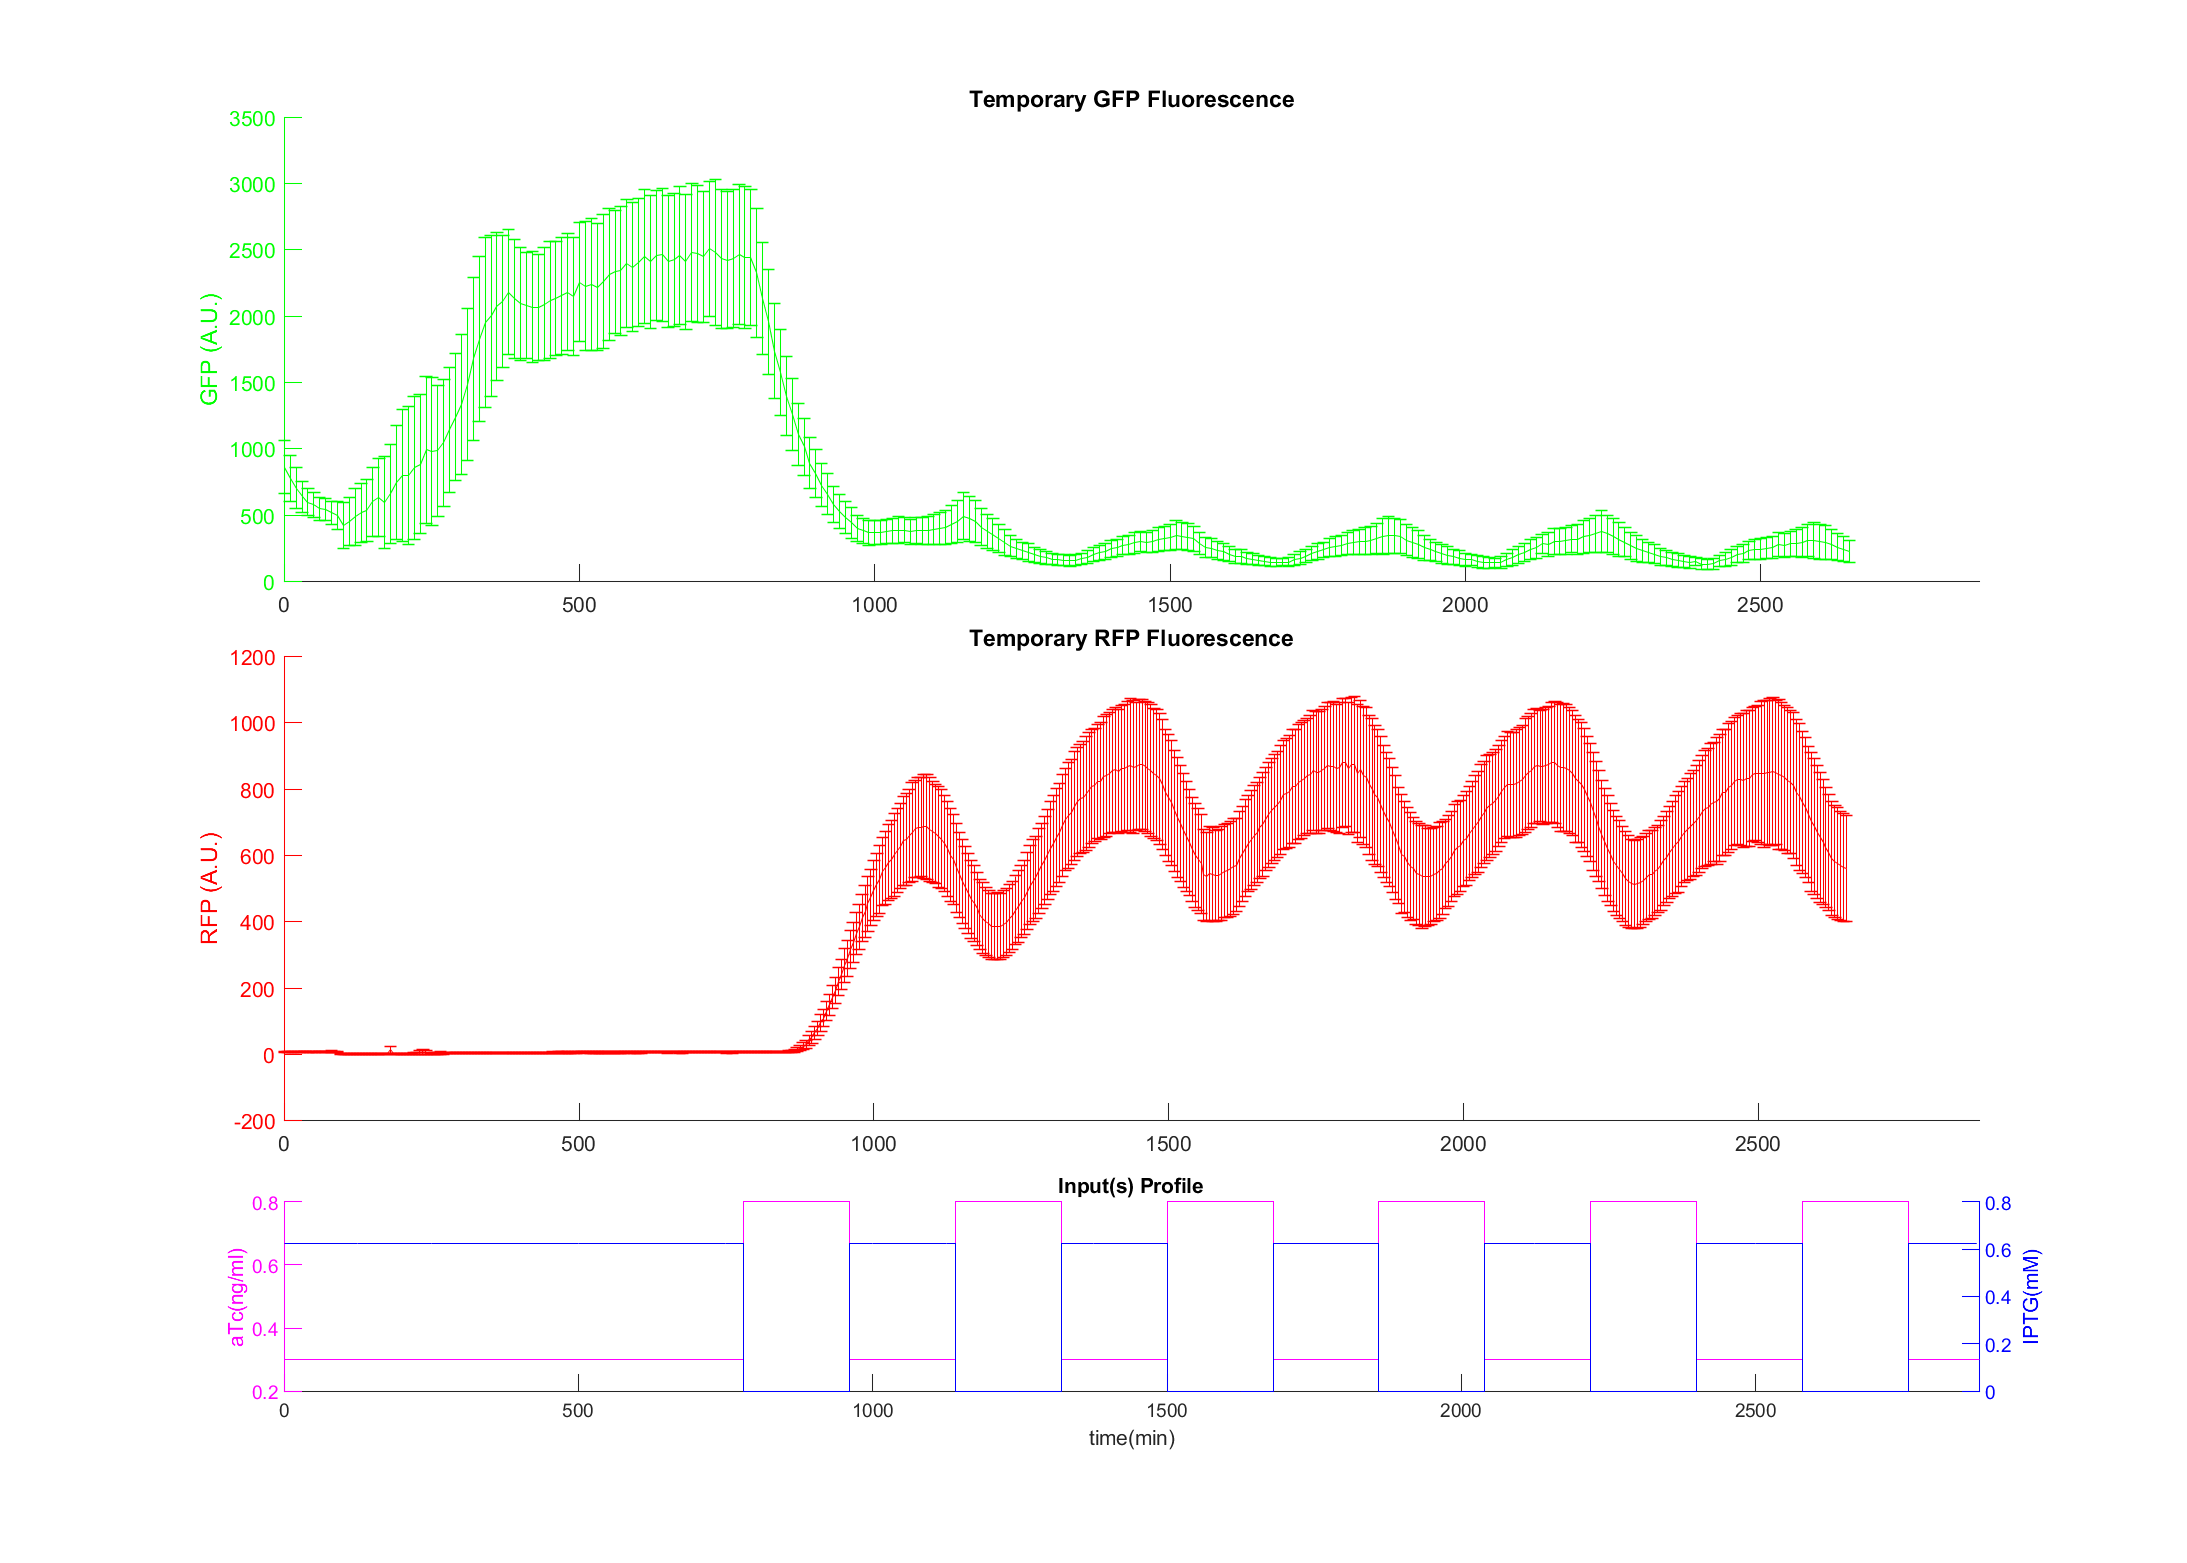 Temporary GFP Fluorescence
3500
3000
2500
2000
1500
1000
500
0
GFP (A.U.)
0 500 1000 1500 2000 2500
Temporary RFP Fluorescence
1200
1000
800
600
400
200
0
-200
RFP (A.U.)
0 500 1000 1500 2000 2500
Input(s) Profile
0.8
0.6
0.4
0.2
aTc(ng/ml)
0.8
0.6
0.4
0.2
0
IPTG(mM)
0 500 1000 1500 2000 2500
time(min)